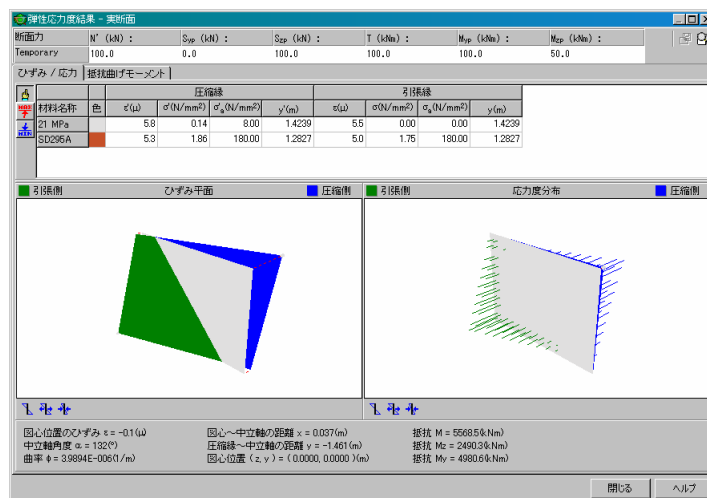 弾性応力度結果 - 実断面
断面力 N' (kN) : Syp (kN) : Szp (kN) : T (kNm) : Myp (kNm) : Mzp (kNm) :
Temporary 100.0 0.0 100.0 100.0 100.0 50.0
ひずみ / 応力 抵抗曲げモーメント
圧縮縁 引張縁
材料名称 色 ε'(μ) σ'(N/mm²) σ'a(N/mm²) y'(m) ε(μ) σ(N/mm²) σa(N/mm²) y(m)
21 MPa 5.8 0.14 8.00 1.4239 5.5 0.00 0.00 1.4239
SD295A 5.3 1.86 180.00 1.2827 5.0 1.75 180.00 1.2827
引張側 ひずみ平面 圧縮側 引張側 応力度分布 圧縮側
図心位置のひずみ ε = -0.1(μ) 図心～中立軸の距離 x = 0.037(m) 抵抗 M = 5568.5(kNm)
中立軸角度 α = 132(°) 圧縮縁～中立軸の距離 y = -1.461(m) 抵抗 Mz = 2490.3(kNm)
曲率 φ = 3.9894E-006(1/m) 図心位置 ( z, y ) = ( 0.0000, 0.0000 )(m) 抵抗 My = 4980.6(kNm)
閉じる ヘルプ